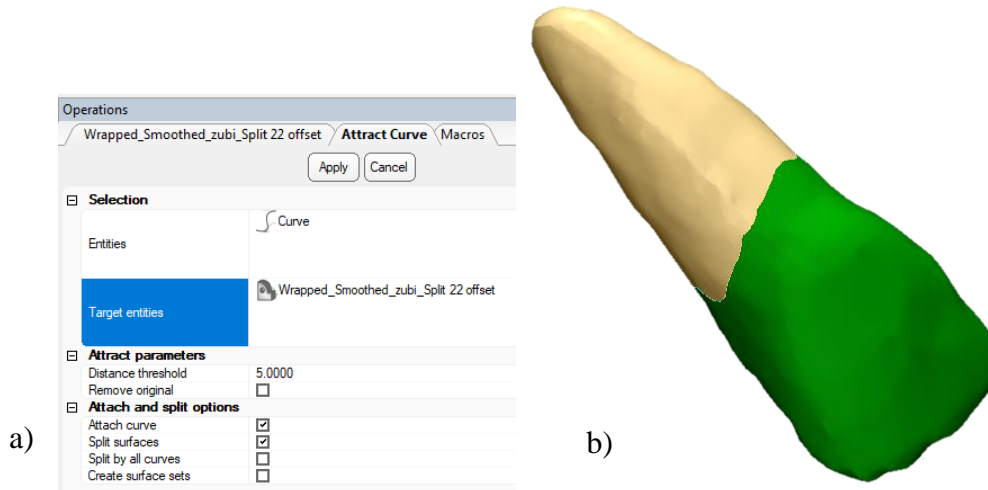 Operations
Wrapped_Smoothed_zubi_Split 22 offset Attract Curve Macros
Apply Cancel
Selection
Entities Curve
Target entities Wrapped_Smoothed_zubi_Split 22 offset
Attract parameters
Distance threshold 5.0000
Remove original
Attach and split options
Attach curve
Split surfaces
Split by all curves
Create surface sets
a)
b)